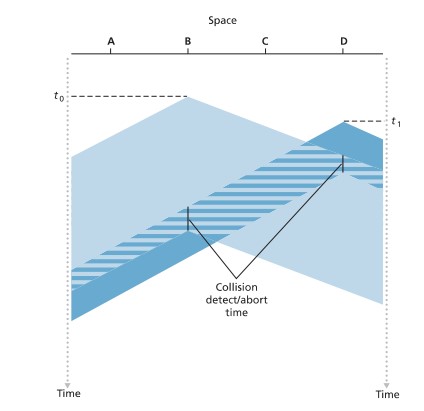 Space
A B C D
t0
t1
Collision
detect/abort
time
Time Time